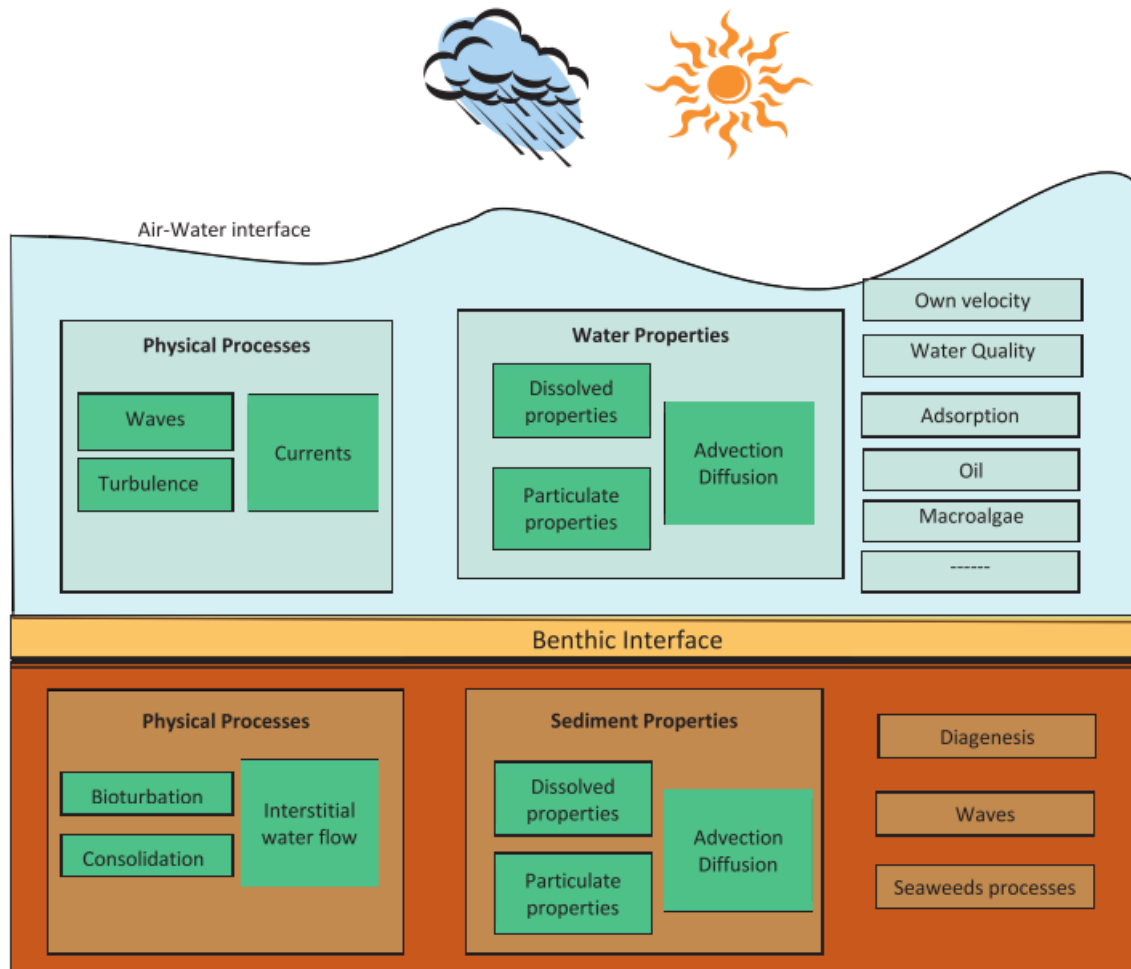 Air-Water interface
Physical Processes
Waves
Turbulence
Currents
Water Properties
Dissolved
properties
Particulate
properties
Advection
Diffusion
Own velocity
Water Quality
Adsorption
Oil
Macroalgae
------
Benthic Interface
Physical Processes
Bioturbation
Consolidation
Interstitial
water flow
Sediment Properties
Dissolved
properties
Particulate
properties
Advection
Diffusion
Diagenesis
Waves
Seaweeds processes